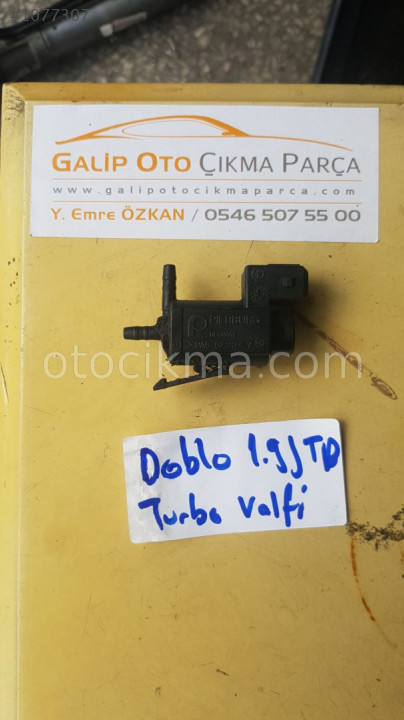 GALİP OTO ÇIKMA PARÇA
www.galipotocikmaparca.com
Y. Emre ÖZKAN / 0546 507 55 00
PIERBURG
otocikma.com
Doblo 1.9JTD
Turbo Valfi